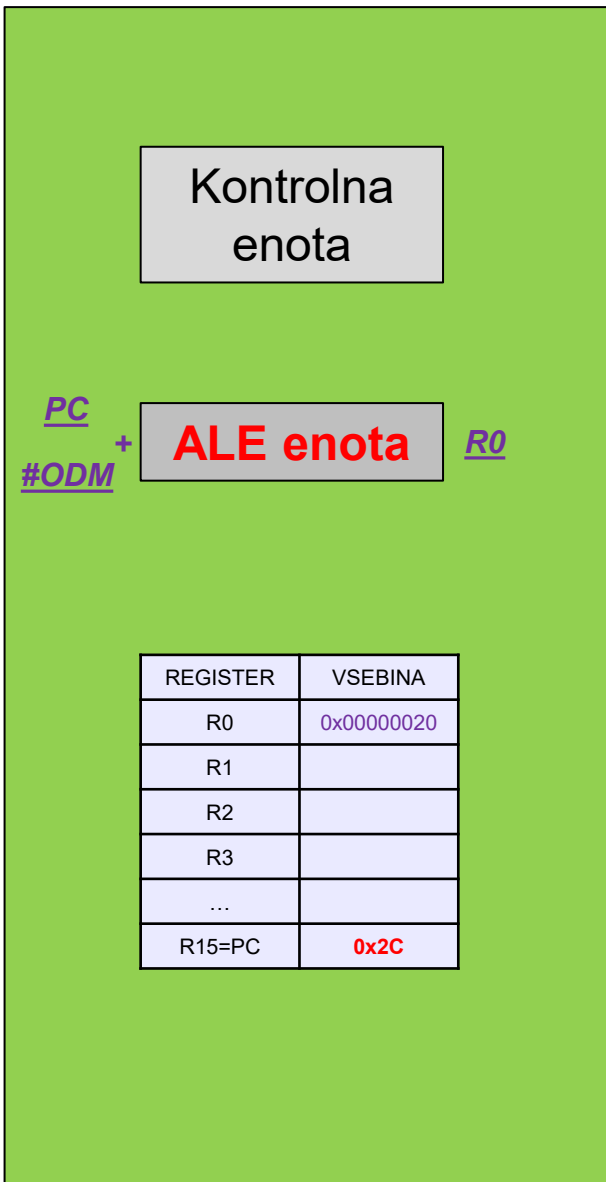 Kontrolna
enota
PC
+
#ODM
ALE enota
R0
REGISTER VSEBINA
R0 0x00000020
R1
R2
R3
…
R15=PC 0x2C